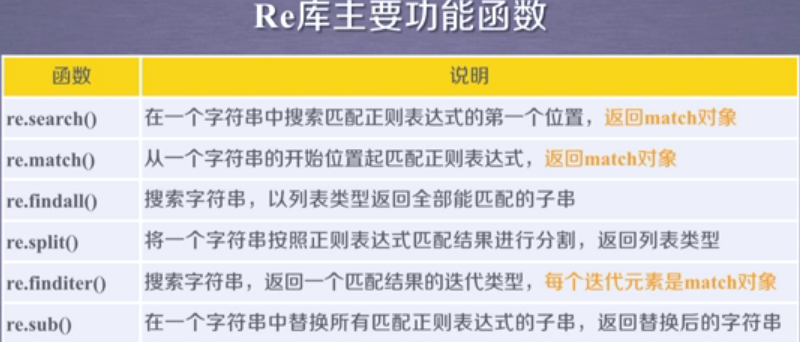 Re库主要功能函数
函数 说明
re.search() 在一个字符串中搜索匹配正则表达式的第一个位置，返回match对象
re.match() 从一个字符串的开始位置起匹配正则表达式，返回match对象
re.findall() 搜索字符串，以列表类型返回全部能匹配的子串
re.split() 将一个字符串按照正则表达式匹配结果进行分割，返回列表类型
re.finditer() 搜索字符串，返回一个匹配结果的迭代类型，每个迭代元素是match对象
re.sub() 在一个字符串中替换所有匹配正则表达式的子串，返回替换后的字符串